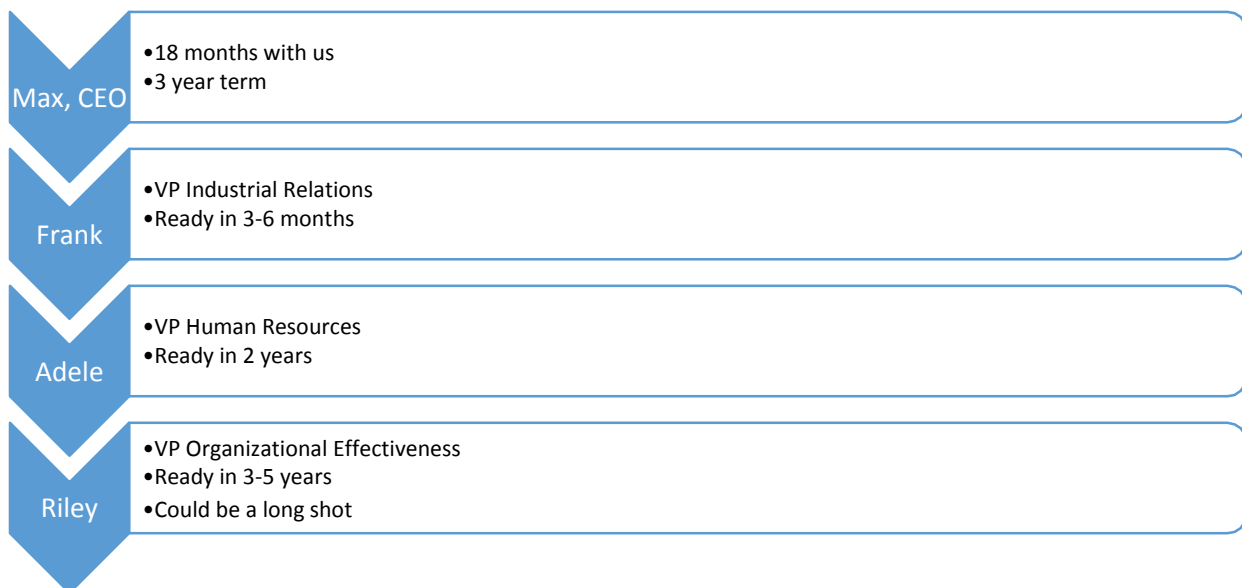 Max, CEO
•18 months with us
•3 year term
Frank
•VP Industrial Relations
•Ready in 3-6 months
Adele
•VP Human Resources
•Ready in 2 years
Riley
•VP Organizational Effectiveness
•Ready in 3-5 years
•Could be a long shot